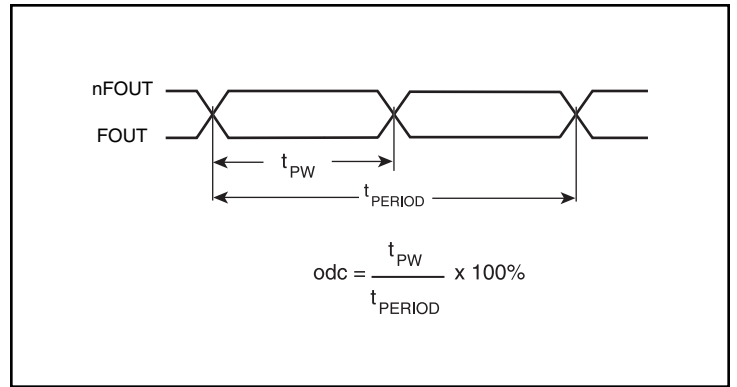 nFOUT
FOUT
tPW
tPERIOD
odc = tPW / tPERIOD x 100%